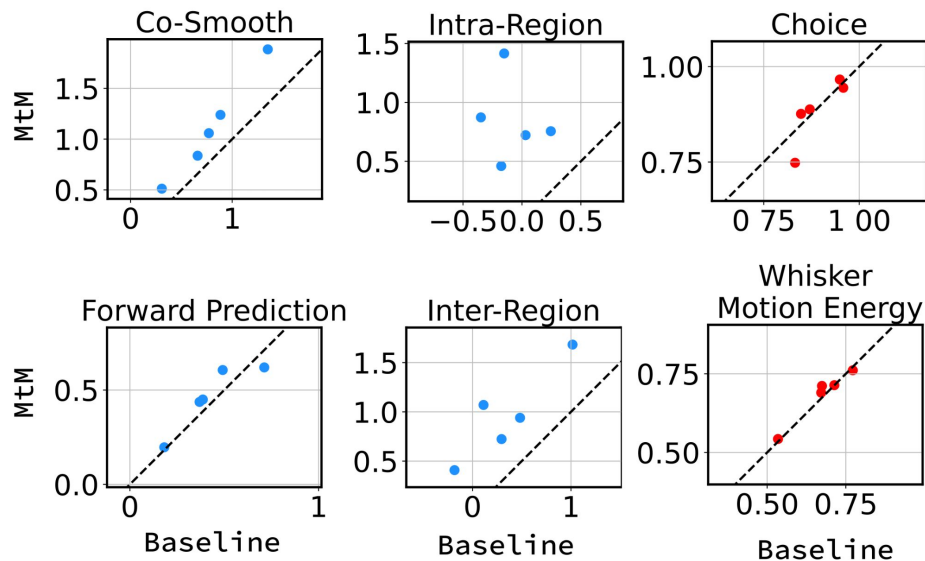 Co-Smooth
Intra-Region
Choice
MtM
1.5
1.0
0.5
0
1
1.5
1.0
0.5
−0.5
0.0
0.5
1.00
0.75
0 75
1 00
Forward Prediction
Inter-Region
Whisker
Motion Energy
MtM
0.5
0.0
0
1
1.5
1.0
0.5
0
1
0.75
0.50
0.50
0.75
Baseline
Baseline
Baseline